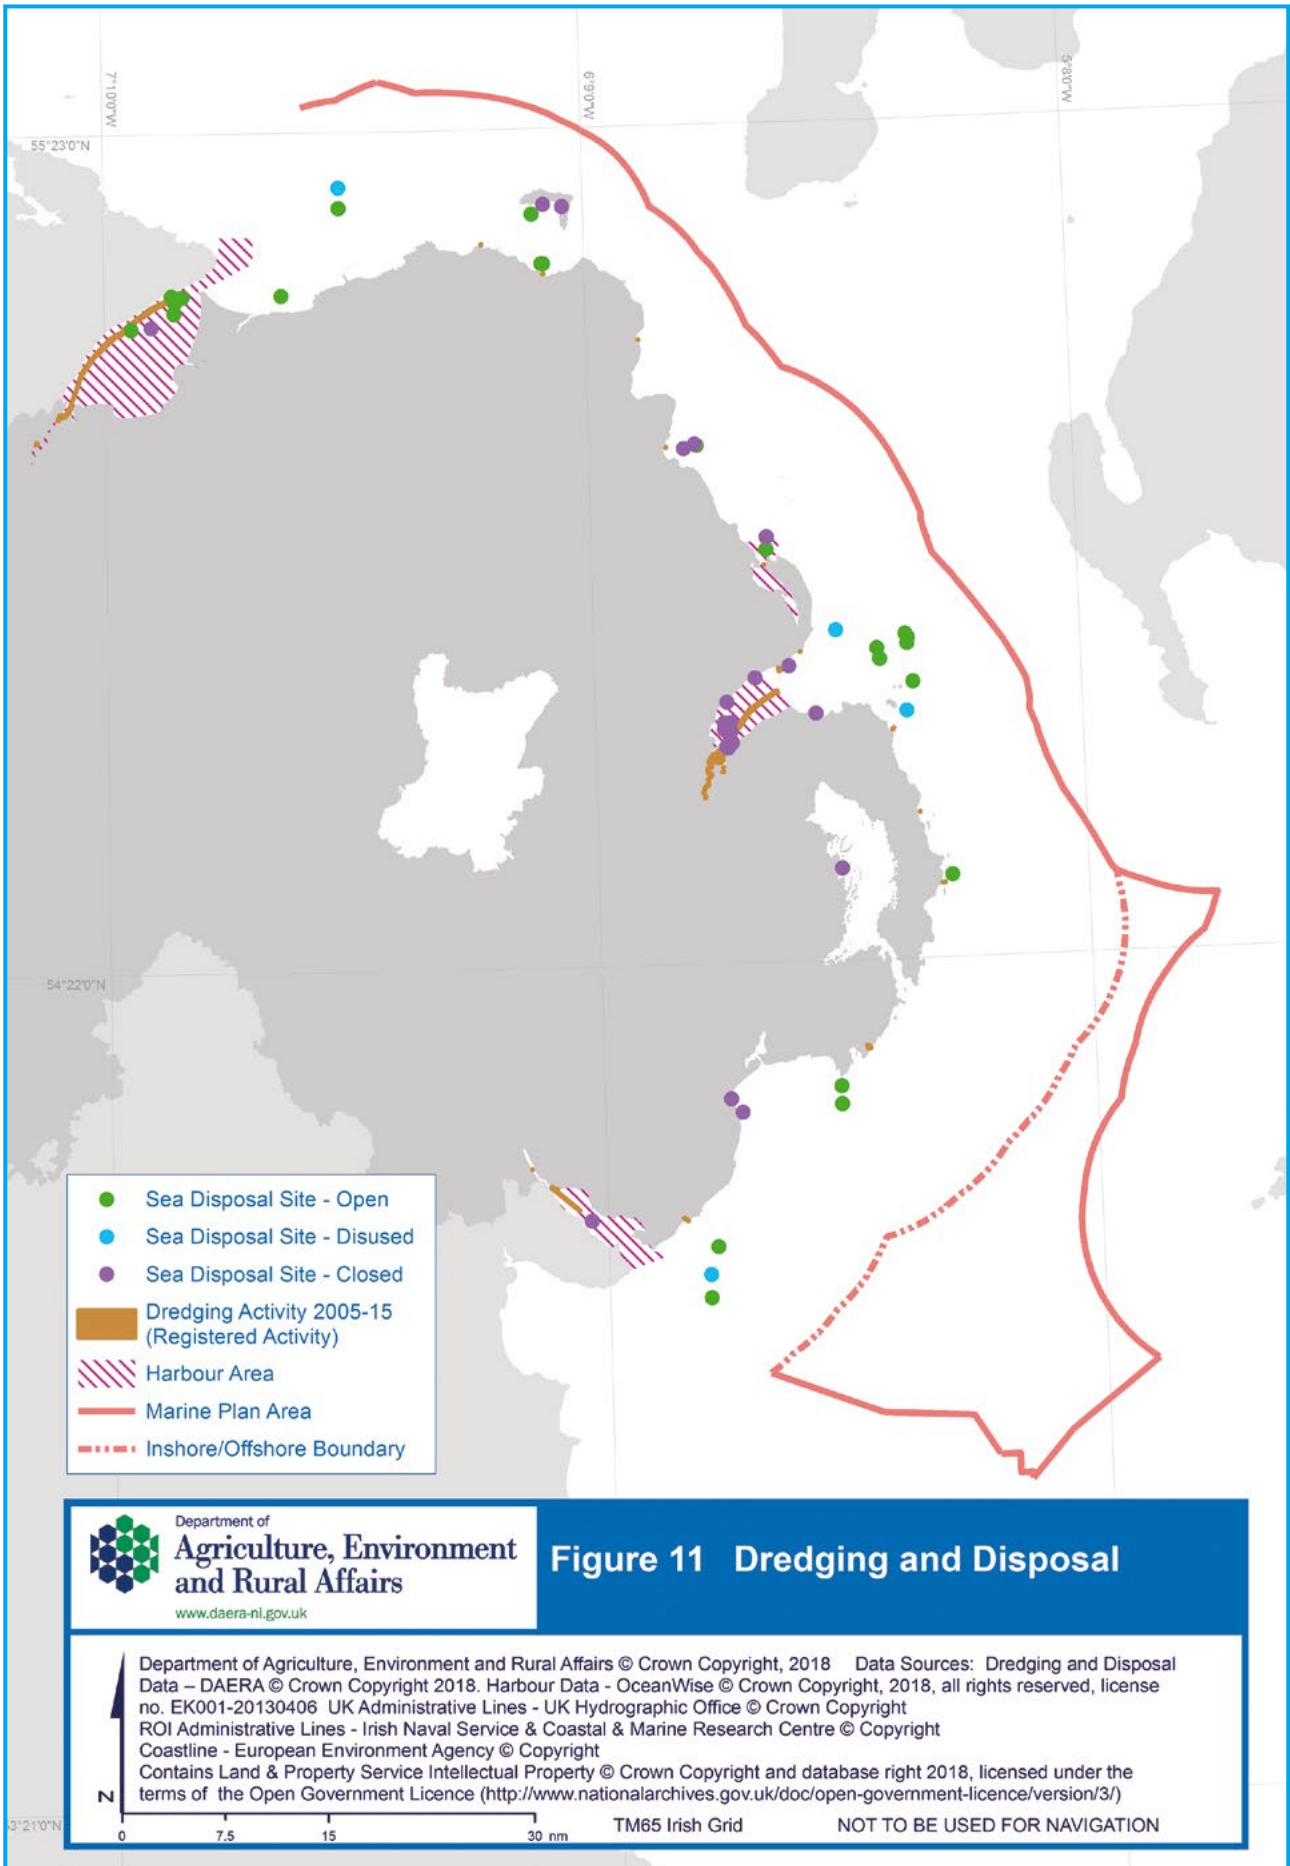 7°10'0"W
6°9'0"W
5°8'0"W
55°23'0"N
54°22'0"N
Sea Disposal Site - Open
Sea Disposal Site - Disused
Sea Disposal Site - Closed
Dredging Activity 2005-15
(Registered Activity)
Harbour Area
Marine Plan Area
Inshore/Offshore Boundary
Department of
Agriculture, Environment
and Rural Affairs
www.daera-ni.gov.uk
Figure 11 Dredging and Disposal
Department of Agriculture, Environment and Rural Affairs © Crown Copyright, 2018 Data Sources: Dredging and Disposal
Data – DAERA © Crown Copyright 2018. Harbour Data - OceanWise © Crown Copyright, 2018, all rights reserved, license
no. EK001-20130406 UK Administrative Lines - UK Hydrographic Office © Crown Copyright
ROI Administrative Lines - Irish Naval Service & Coastal & Marine Research Centre © Copyright
Coastline - European Environment Agency © Copyright
Contains Land & Property Service Intellectual Property © Crown Copyright and database right 2018, licensed under the
terms of the Open Government Licence (http://www.nationalarchives.gov.uk/doc/open-government-licence/version/3/)
N
3°21'0"N
0 7.5 15 30 nm
TM65 Irish Grid NOT TO BE USED FOR NAVIGATION